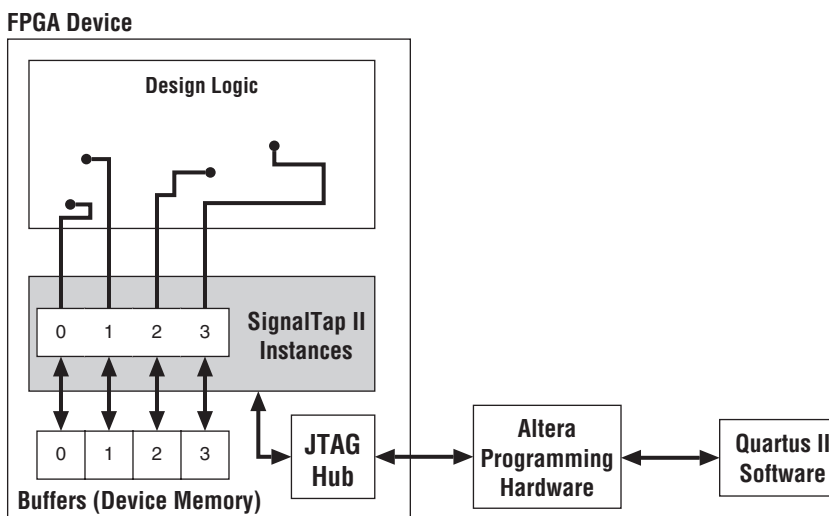 FPGA Device
Design Logic
0 1 2 3
SignalTap II
Instances
0 1 2 3
Buffers (Device Memory)
JTAG
Hub
Altera
Programming
Hardware
Quartus II
Software